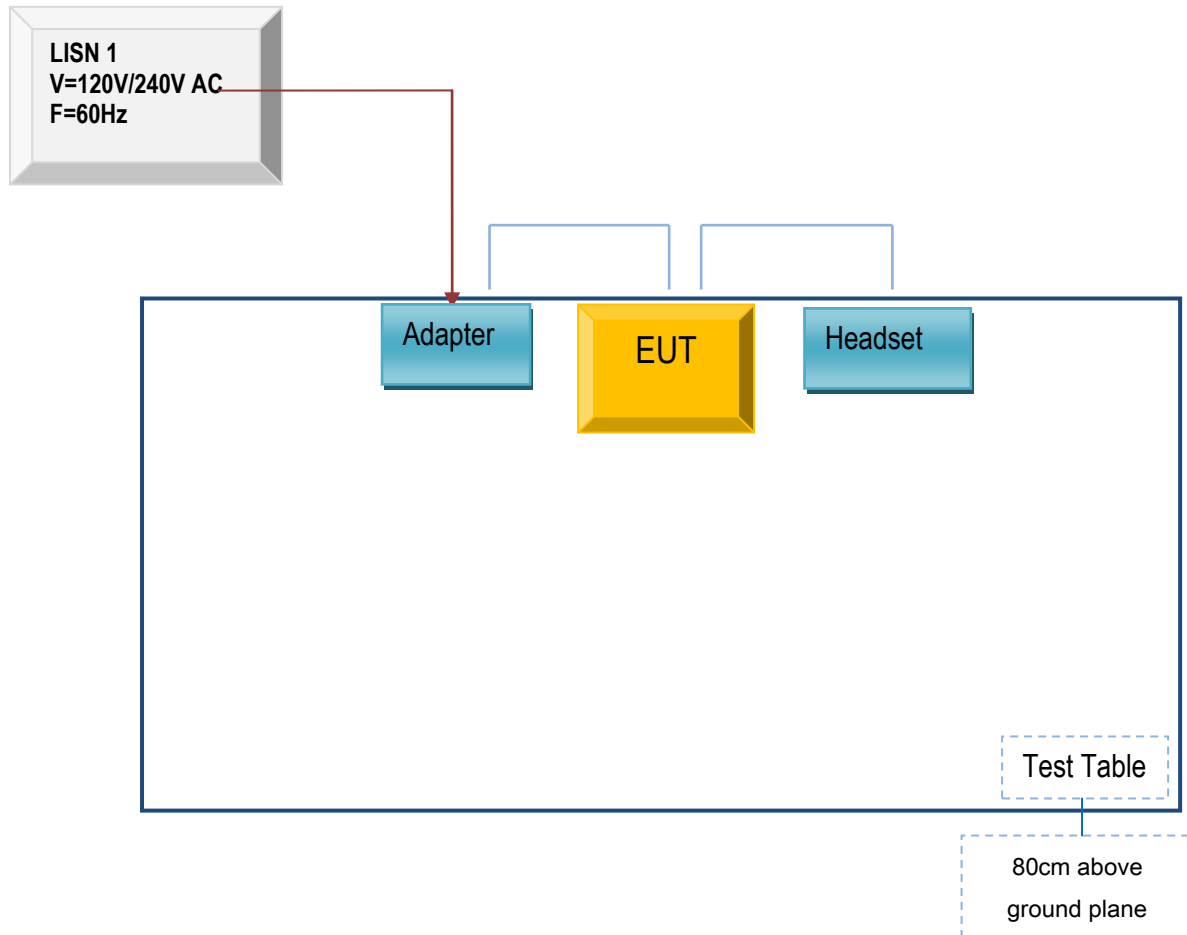 LISN 1
V=120V/240V AC
F=60Hz
Adapter
EUT
Headset
Test Table
80cm above
ground plane